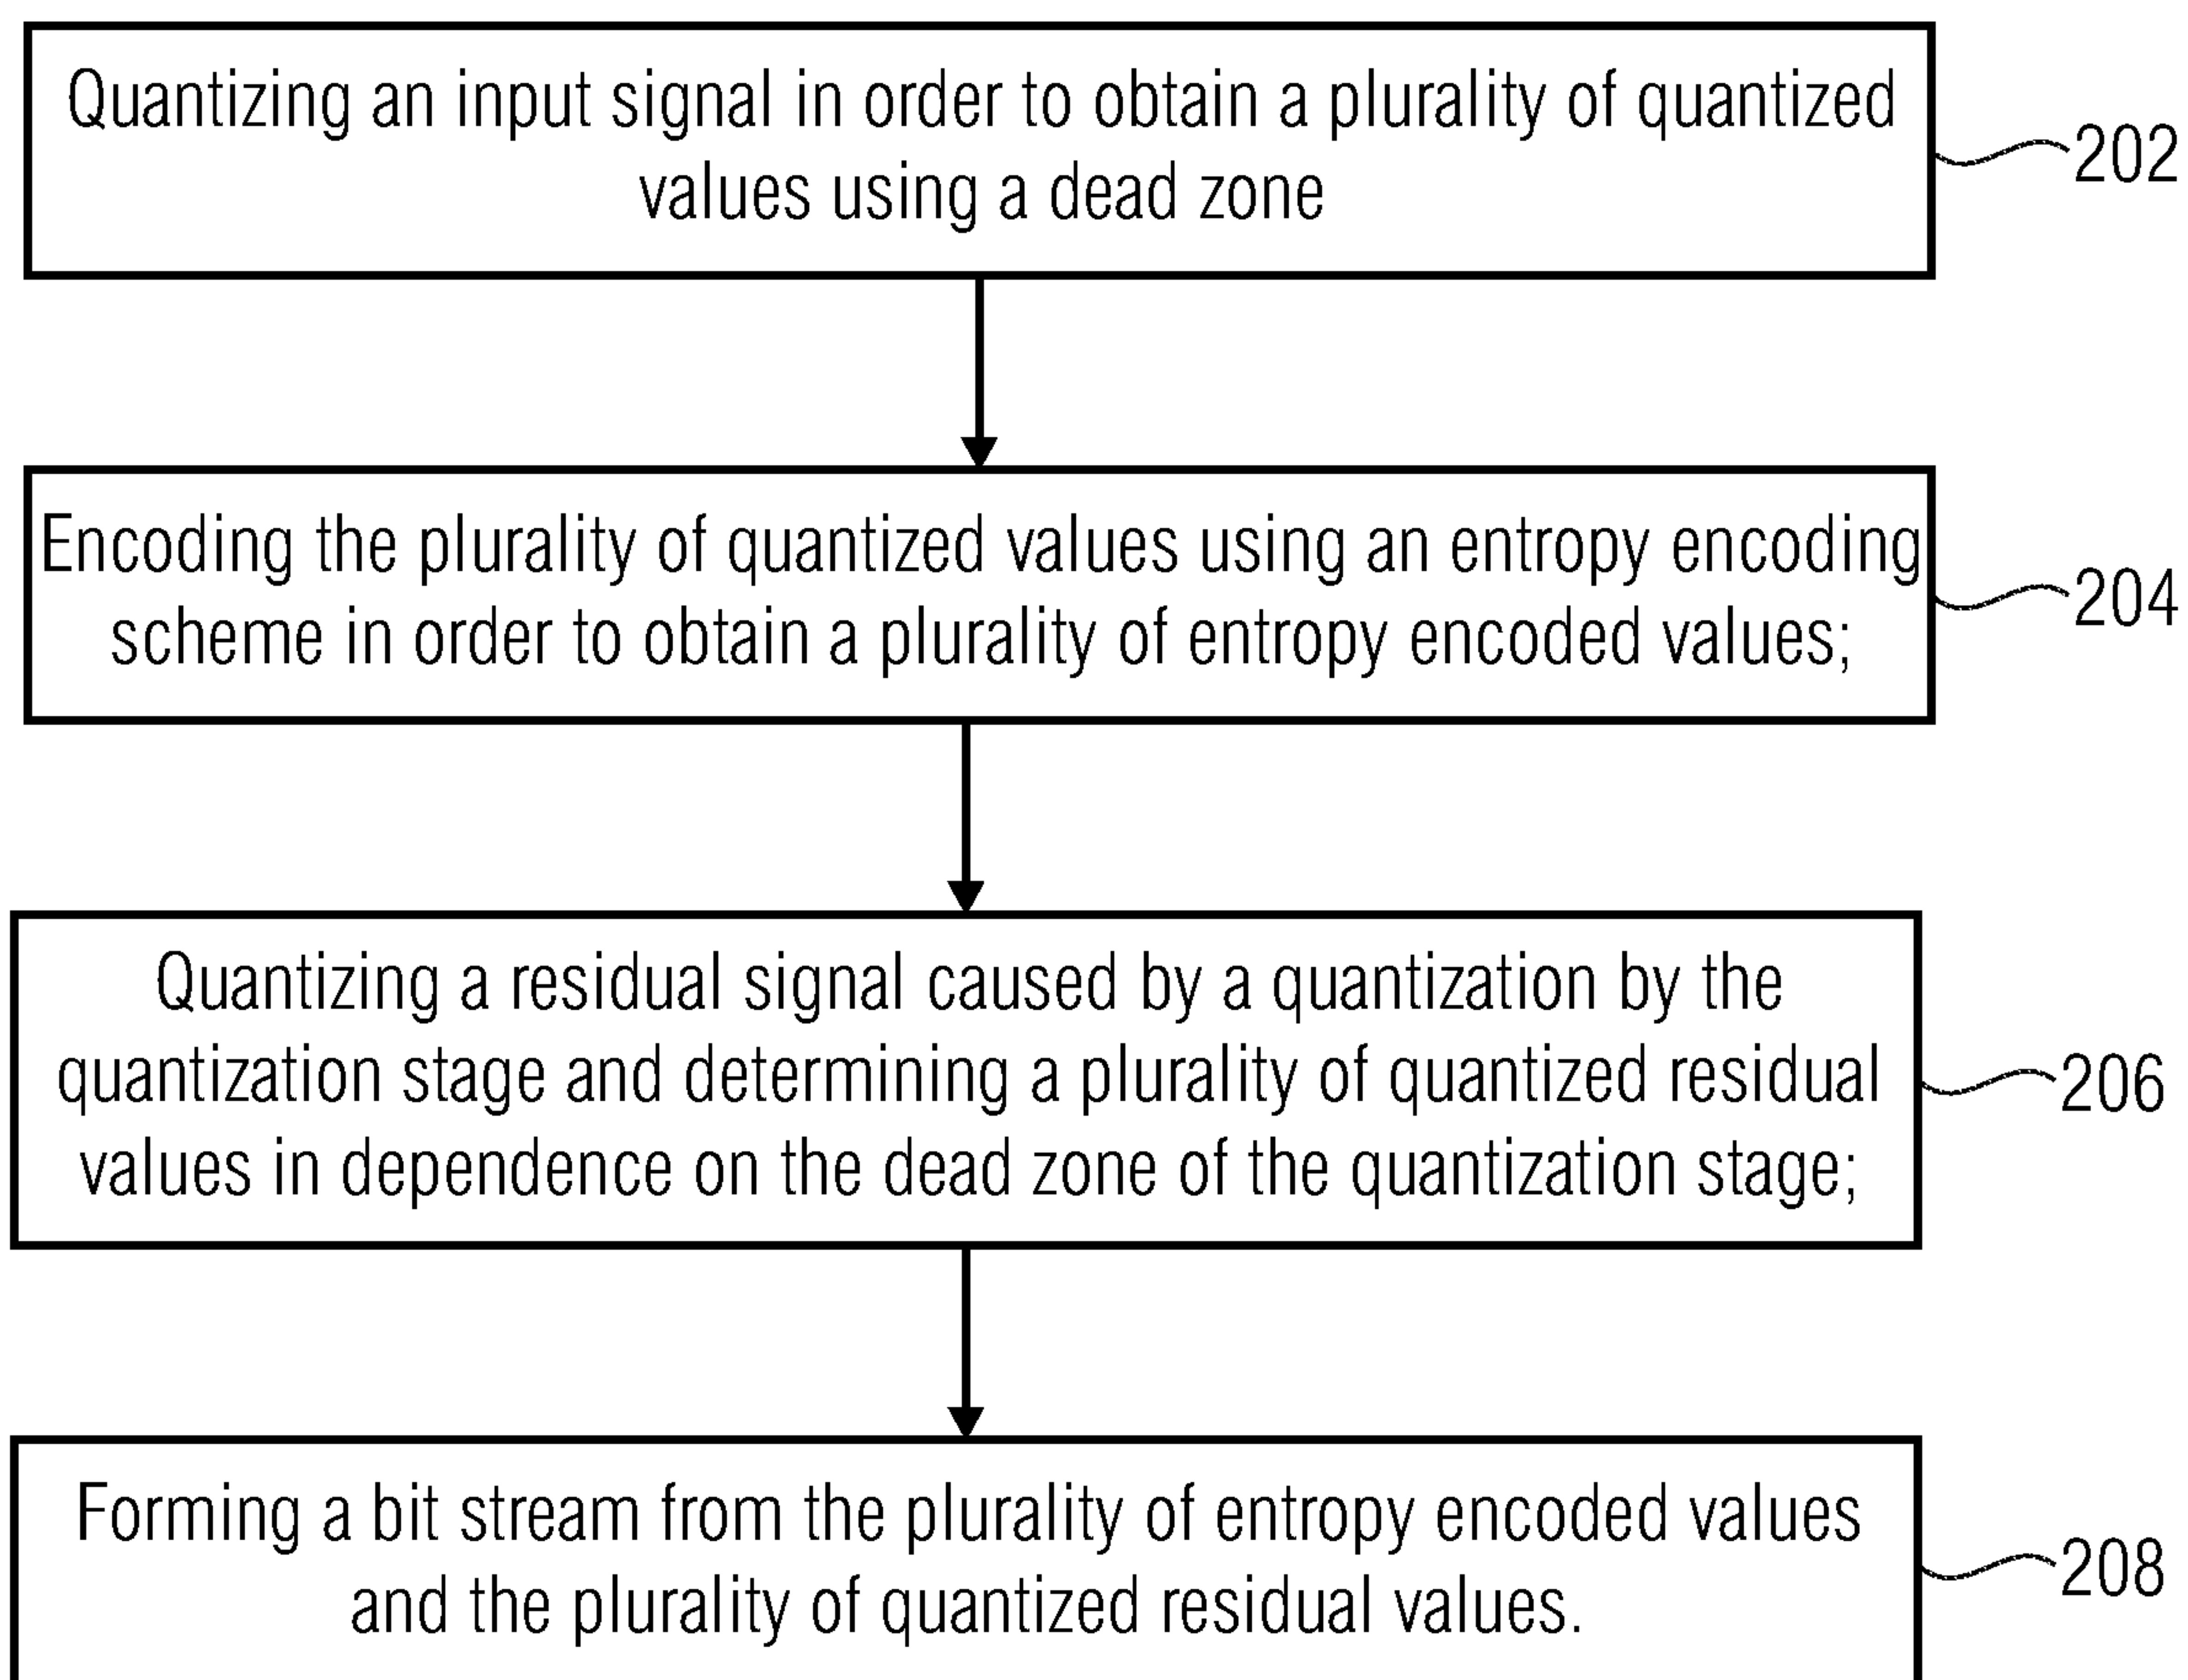 Quantizing an input signal in order to obtain a plurality of quantized
values using a dead zone
202
Encoding the plurality of quantized values using an entropy encoding
scheme in order to obtain a plurality of entropy encoded values;
204
Quantizing a residual signal caused by a quantization by the
quantization stage and determining a plurality of quantized residual
values in dependence on the dead zone of the quantization stage;
206
Forming a bit stream from the plurality of entropy encoded values
and the plurality of quantized residual values.
208